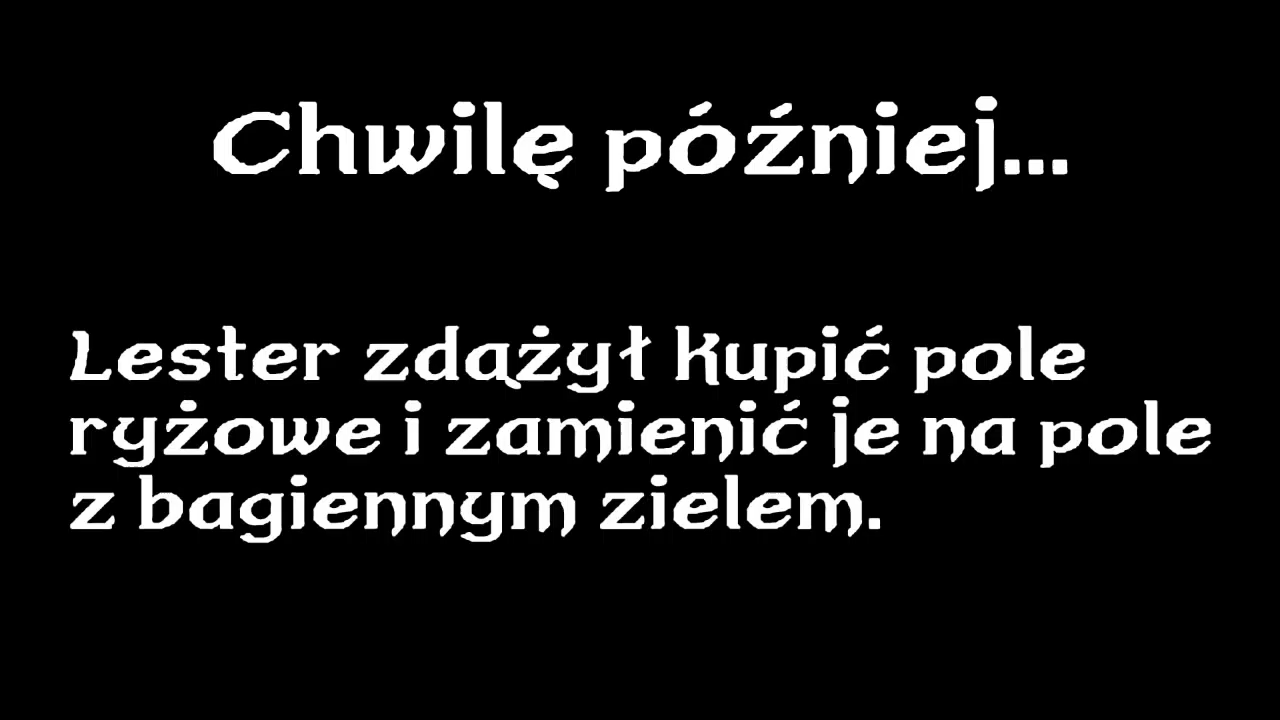 Chwilę później...
Lester zdążył kupić pole
ryżowe i zamienić je na pole
z bagiennym zielem.